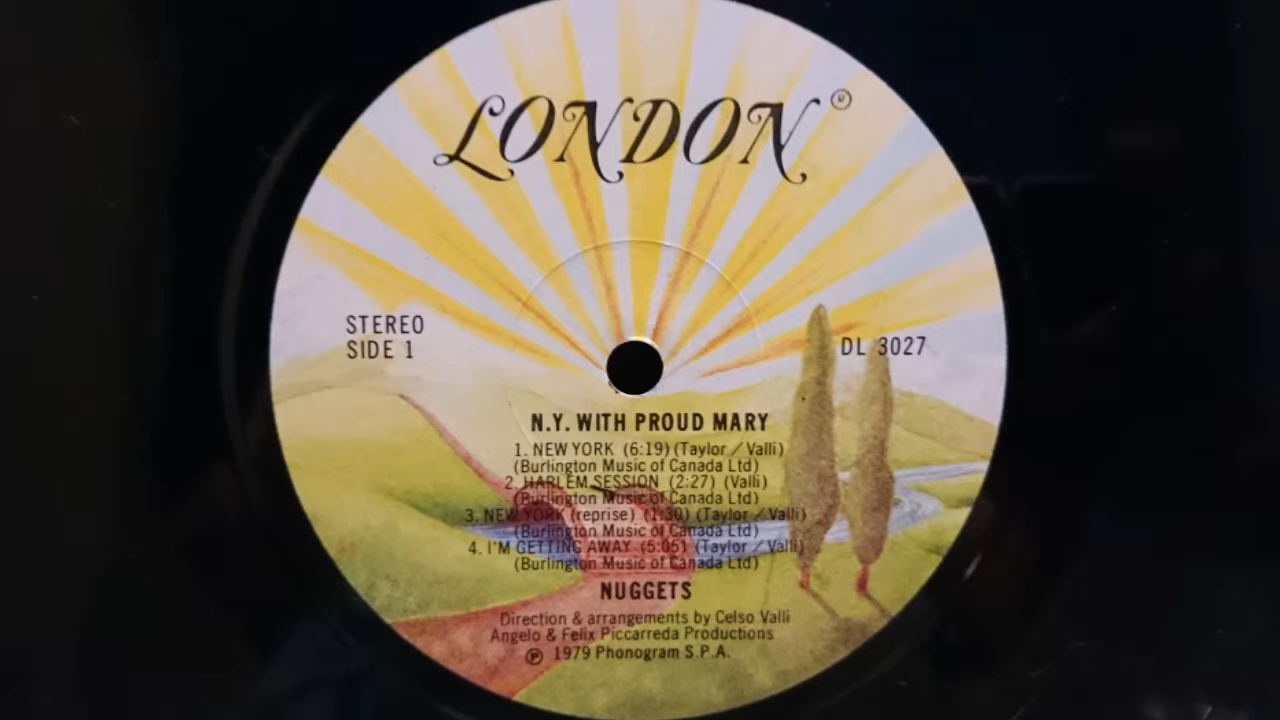 LONDON®
STEREO
SIDE 1
DL 3027
N.Y. WITH PROUD MARY
1. NEW YORK (6:19) (Taylor / Valli)
(Burlington Music of Canada Ltd)
2. HARLEM SESSION (2:27) (Valli)
(Burlington Music of Canada Ltd)
3. NEW YORK (reprise) (1:30) (Taylor / Valli)
(Burlington Music of Canada Ltd)
4. I'M GETTING AWAY (5:05) (Taylor / Valli)
(Burlington Music of Canada Ltd)
NUGGETS
Direction & arrangements by Celso Valli
Angelo & Felix Piccarreda Productions
℗ 1979 Phonogram S.P.A.